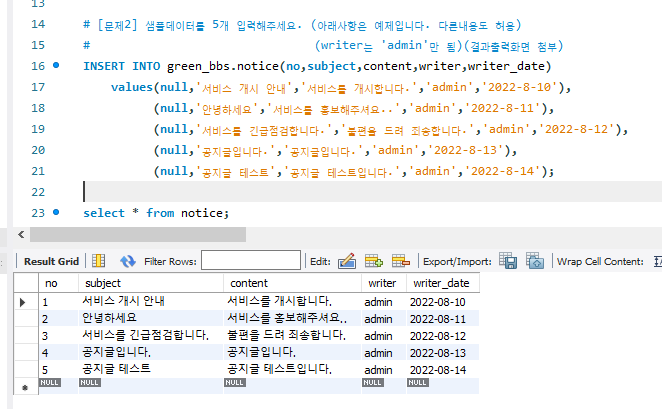 14
# [문제2] 샘플데이터를 5개 입력해주세요. (아래사항은 예제입니다. 다른내용도 허용)
15 # (writer는 'admin'만 됨)(결과출력화면 첨부)
16 INSERT INTO green_bbs.notice(no,subject,content,writer,writer_date)
17 values(null,'서비스 개시 안내','서비스를 개시합니다.','admin','2022-8-10'),
18 (null,'안녕하세요','서비스를 홍보해주셔요..','admin','2022-8-11'),
19 (null,'서비스를 긴급점검합니다.','불편을 드려 죄송합니다.','admin','2022-8-12'),
20 (null,'공지글입니다.','공지글입니다.','admin','2022-8-13'),
21 (null,'공지글 테스트','공지글 테스트입니다.','admin','2022-8-14');
22
23 select * from notice;
Result Grid Filter Rows: Edit: Export/Import: Wrap Cell Content:
no subject content writer writer_date
1 서비스 개시 안내 서비스를 개시합니다. admin 2022-08-10
2 안녕하세요 서비스를 홍보해주셔요.. admin 2022-08-11
3 서비스를 긴급점검합니다. 불편을 드려 죄송합니다. admin 2022-08-12
4 공지글입니다. 공지글입니다. admin 2022-08-13
5 공지글 테스트 공지글 테스트입니다. admin 2022-08-14
NULL NULL NULL NULL NULL